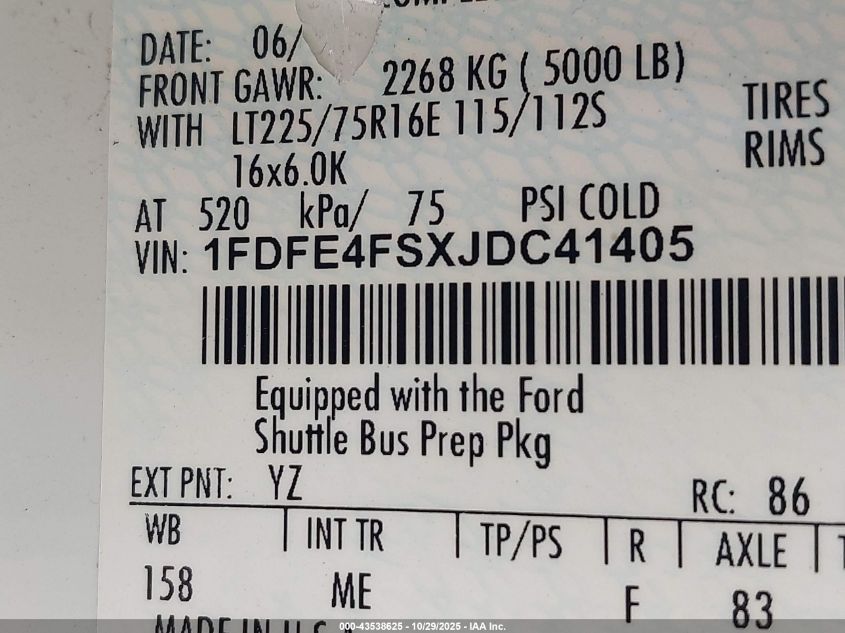 DATE: 06/
FRONT GAWR: 2268 KG ( 5000 LB)
WITH LT225/75R16E 115/112S TIRES
16x6.0K RIMS
AT 520 kPa/ 75 PSI COLD
VIN: 1FDFE4FSXJDC41405
Equipped with the Ford
Shuttle Bus Prep Pkg
EXT PNT: YZ RC: 86
WB INT TR TP/PS R AXLE
158 ME F 83
MADE IN U.S.A
000-43538625 - 10/29/2025 - IAA Inc.